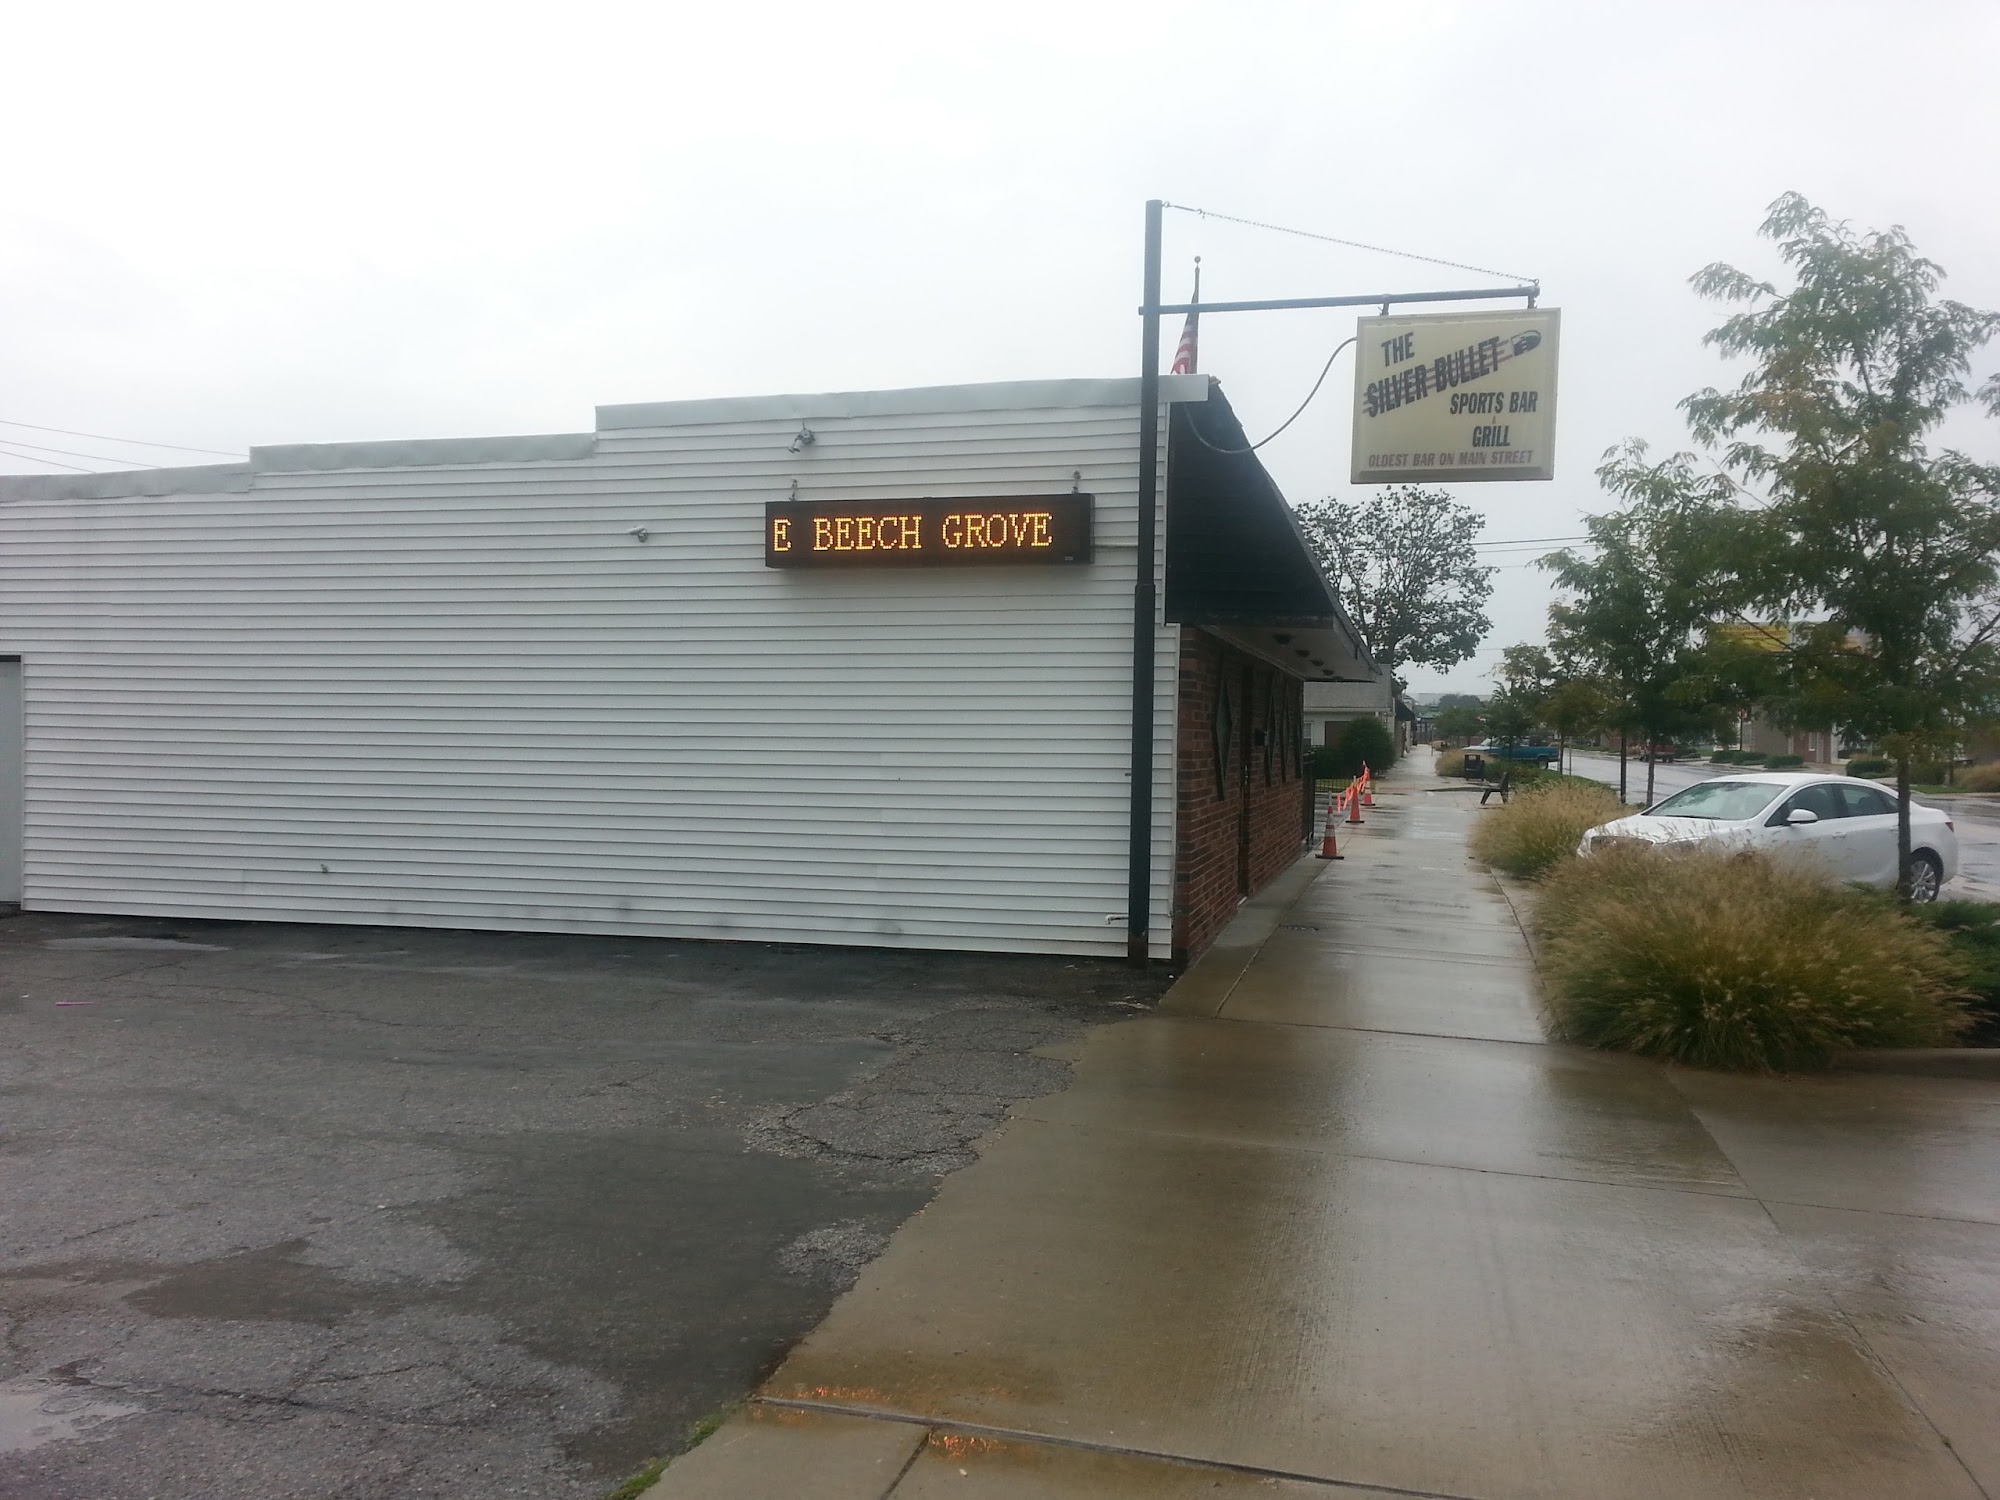 E BEECH GROVE
THE
SILVER BULLET
SPORTS BAR
&
GRILL
OLDEST BAR ON MAIN STREET